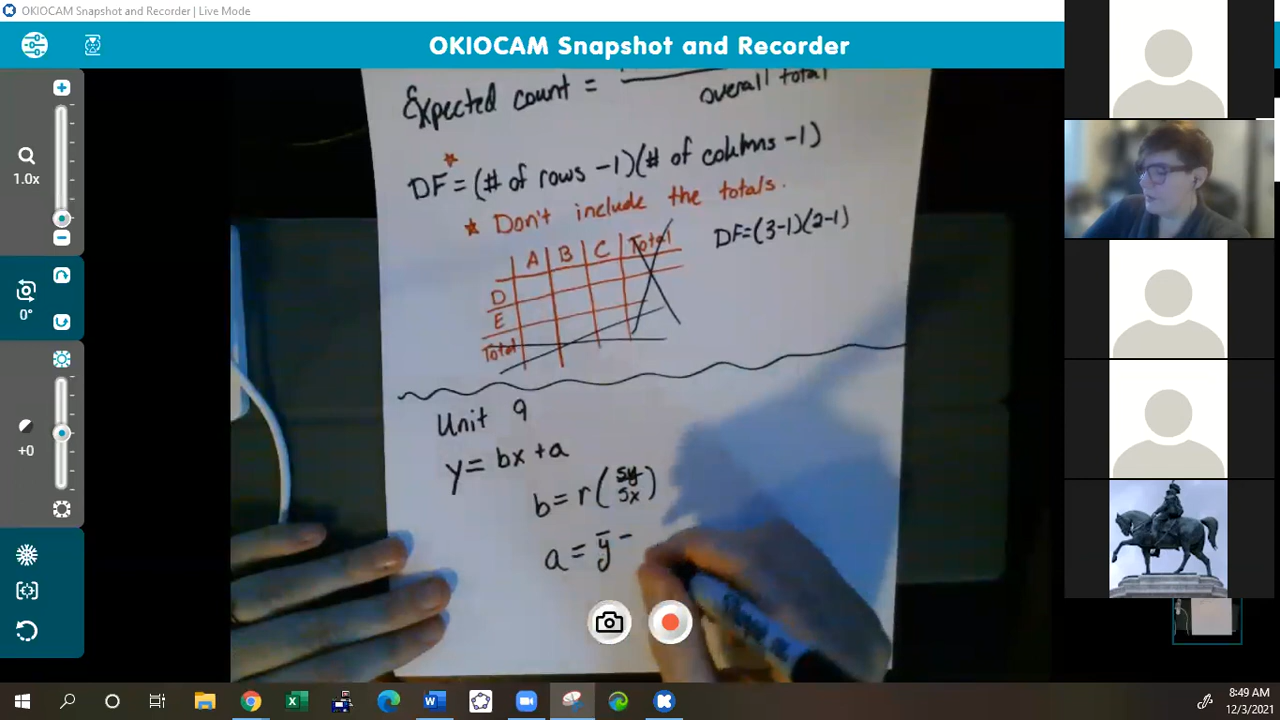 OKIOCAM Snapshot and Recorder | Live Mode
OKIOCAM Snapshot and Recorder
1.0x
0°
+0
Expected count =
overall total
DF = (# of rows -1)(# of columns -1)
★ Don't include the totals.
DF=(3-1)(2-1)
A B C Total
D
E
Total
Unit 9
y = bx + a
b = r(sy/sx)
a = ȳ -
8:49 AM
12/3/2021